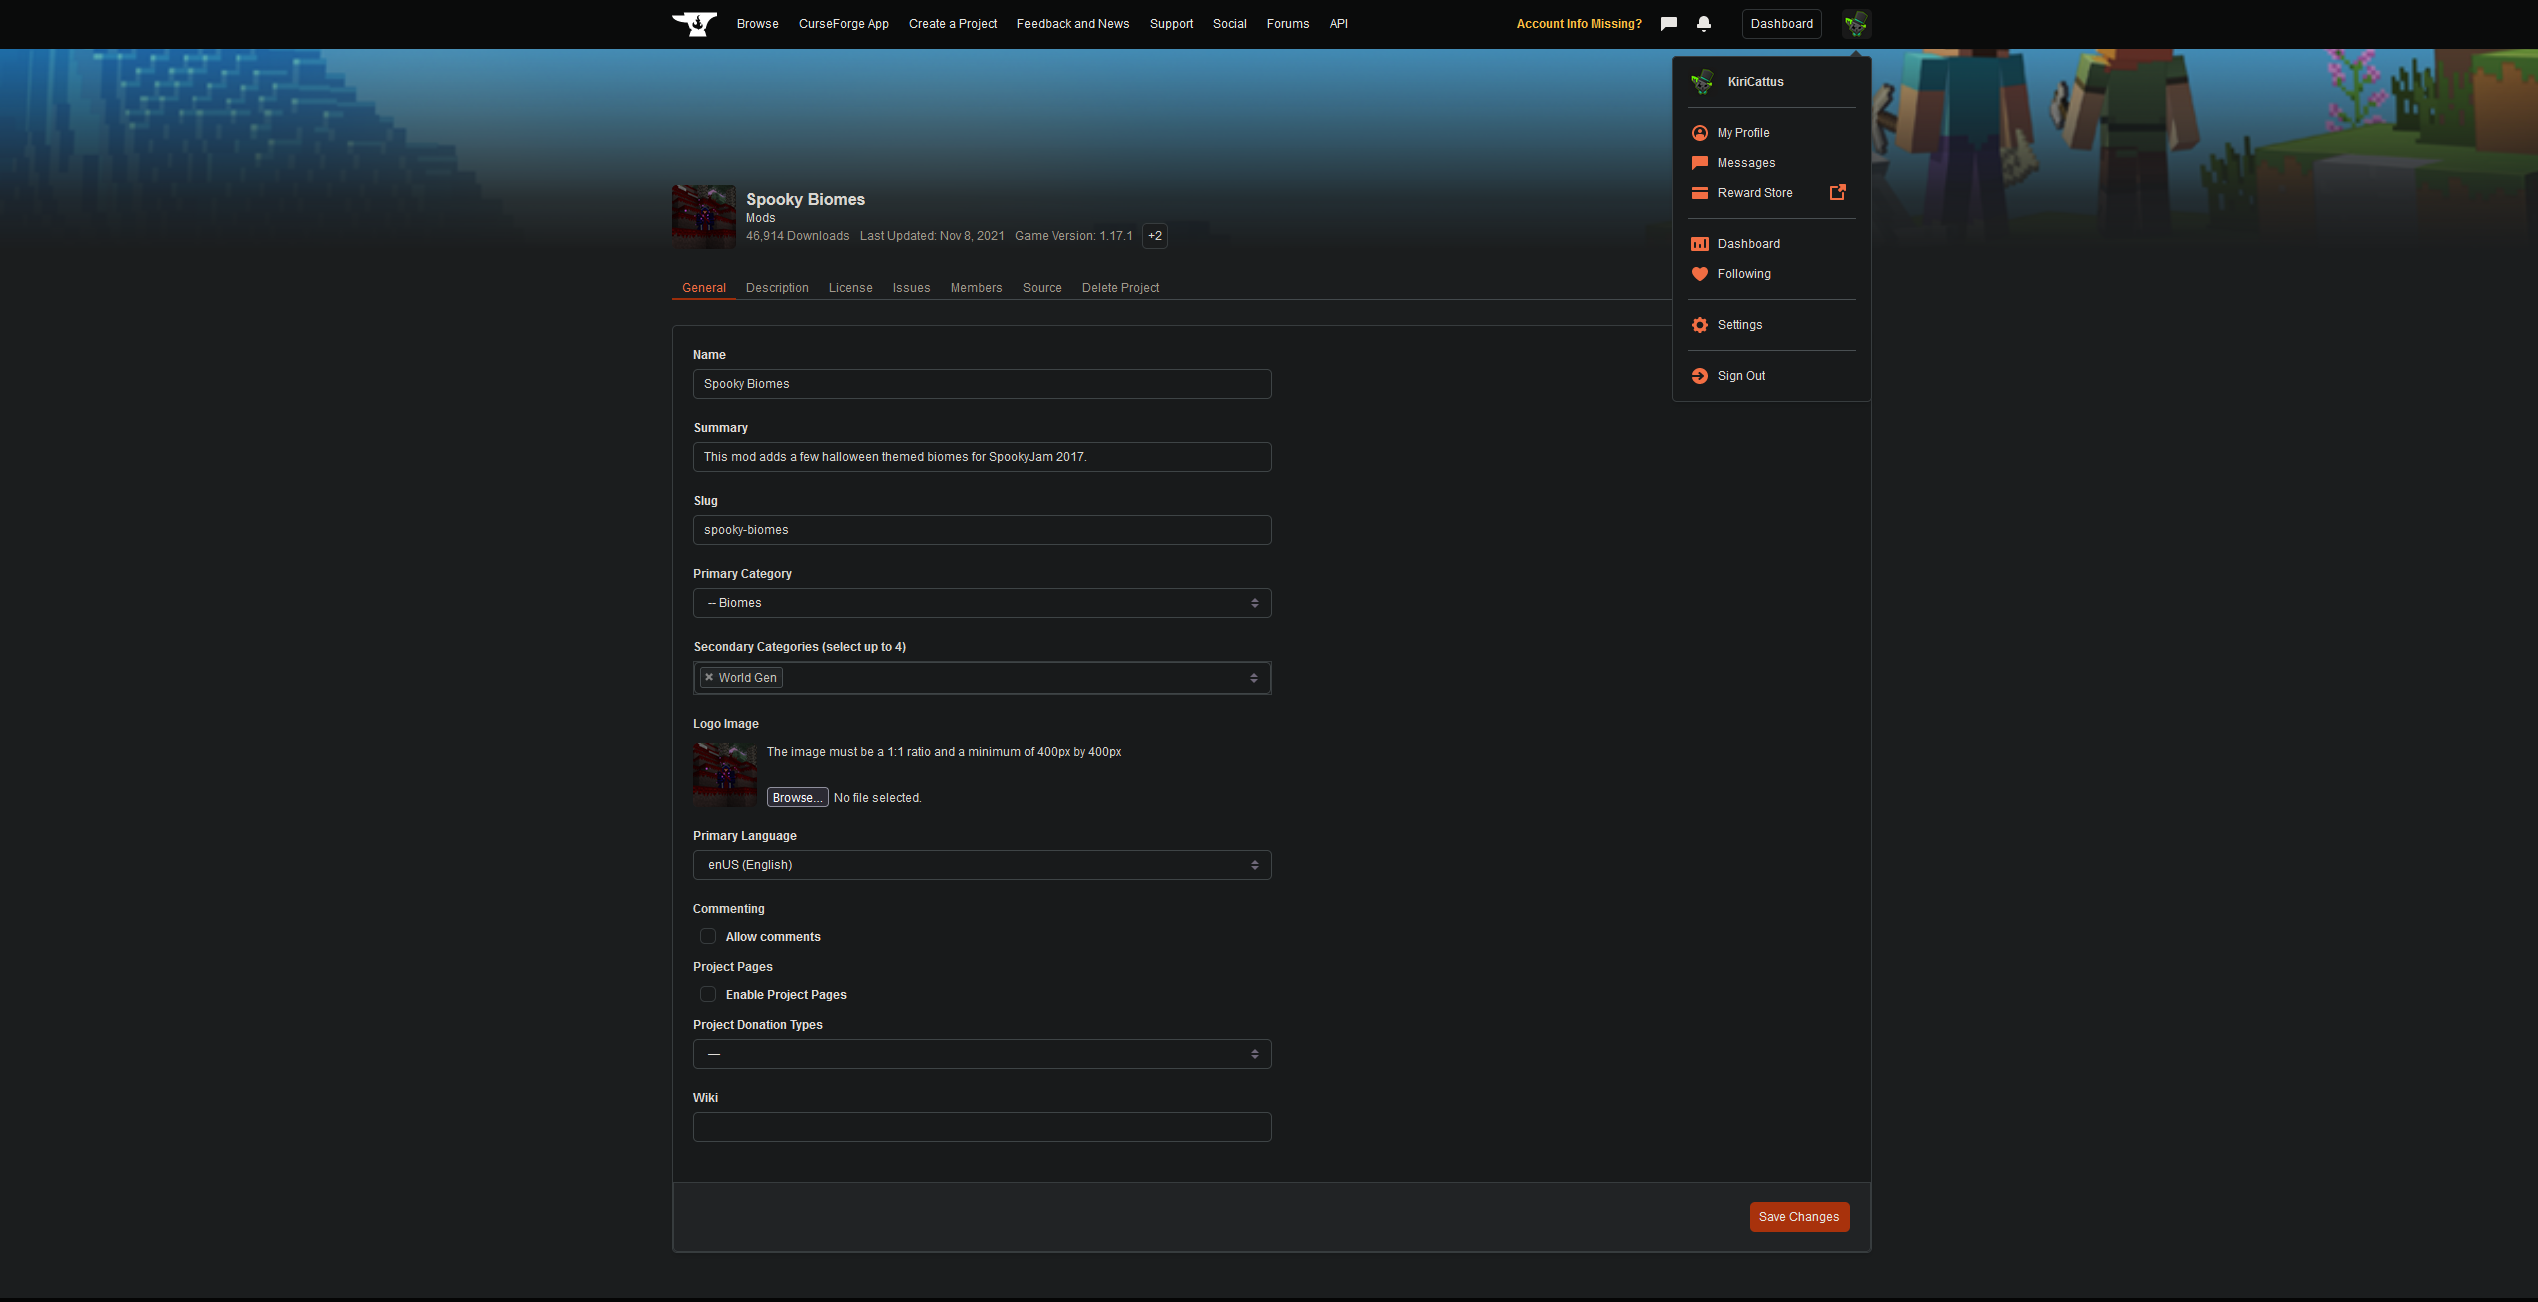 Browse CurseForge App Create a Project Feedback and News Support Social Forums API Account Info Missing? Dashboard
KiriCattus
My Profile
Messages
Reward Store
Dashboard
Following
Settings
Sign Out
Spooky Biomes
Mods
46,914 Downloads Last Updated: Nov 8, 2021 Game Version: 1.17.1 +2
General Description License Issues Members Source Delete Project
Name
Spooky Biomes
Summary
This mod adds a few halloween themed biomes for SpookyJam 2017.
Slug
spooky-biomes
Primary Category
-- Biomes
Secondary Categories (select up to 4)
✖ World Gen
Logo Image
The image must be a 1:1 ratio and a minimum of 400px by 400px
Browse... No file selected.
Primary Language
enUS (English)
Commenting
Allow comments
Project Pages
Enable Project Pages
Project Donation Types
—
Wiki
Save Changes